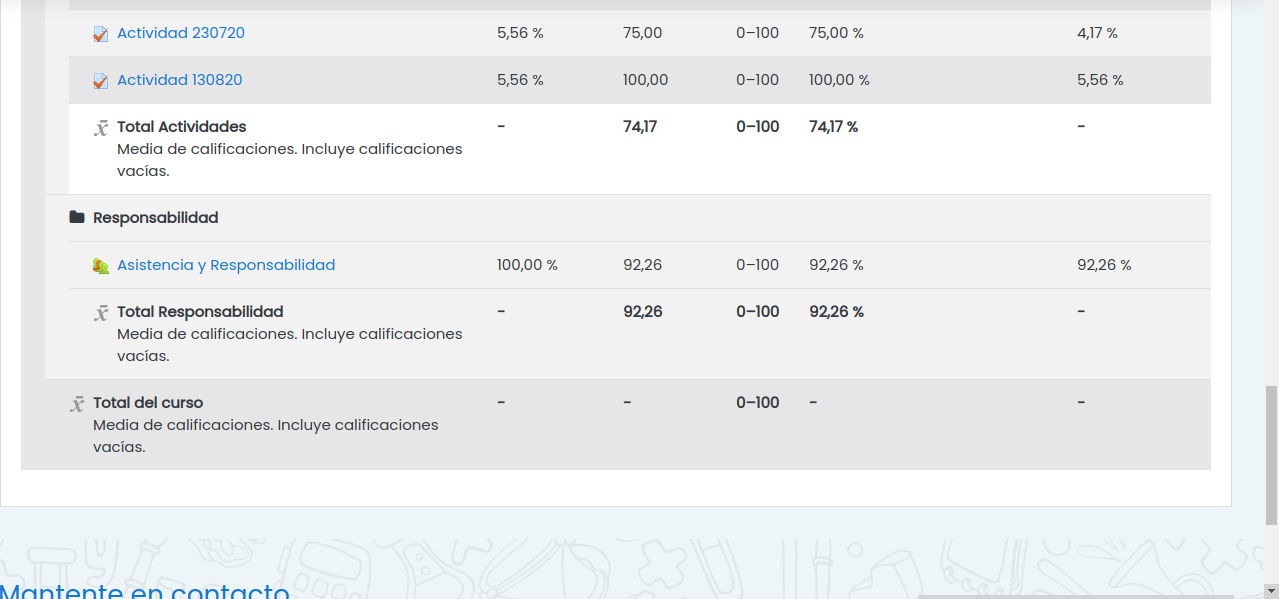 Actividad 230720 5,56 % 75,00 0–100 75,00 % 4,17 %
Actividad 130820 5,56 % 100,00 0–100 100,00 % 5,56 %
Total Actividades - 74,17 0–100 74,17 % -
Media de calificaciones. Incluye calificaciones
vacías.
Responsabilidad
Asistencia y Responsabilidad 100,00 % 92,26 0–100 92,26 % 92,26 %
Total Responsabilidad - 92,26 0–100 92,26 % -
Media de calificaciones. Incluye calificaciones
vacías.
Total del curso - - 0–100 - -
Media de calificaciones. Incluye calificaciones
vacías.
Mantente en contacto